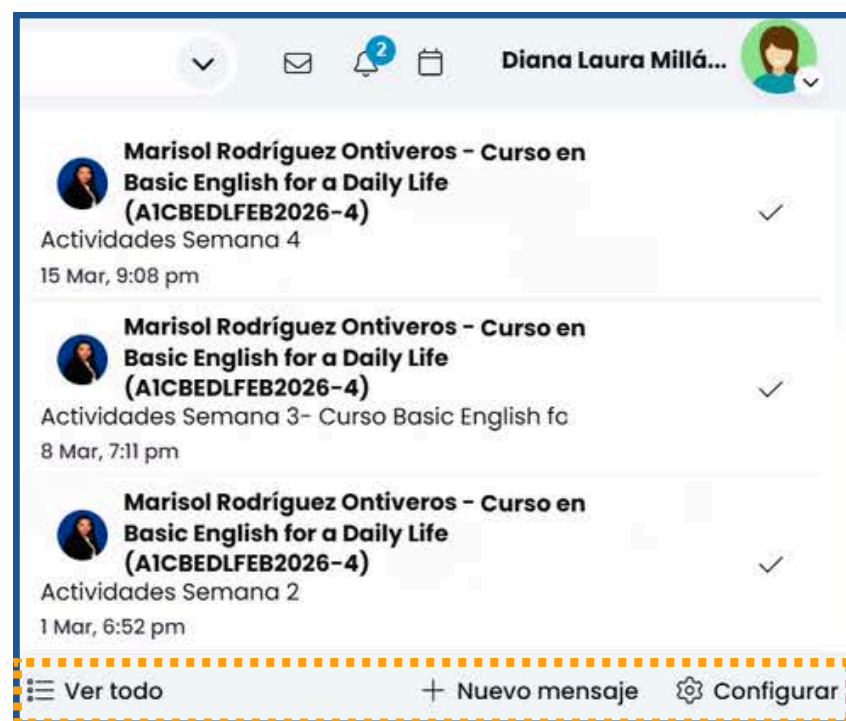 2
Diana Laura Millá...
Marisol Rodríguez Ontiveros - Curso en
Basic English for a Daily Life
(A1CBEDLFEB2026-4)
Actividades Semana 4
15 Mar, 9:08 pm
Marisol Rodríguez Ontiveros - Curso en
Basic English for a Daily Life
(A1CBEDLFEB2026-4)
Actividades Semana 3- Curso Basic English fo
8 Mar, 7:11 pm
Marisol Rodríguez Ontiveros - Curso en
Basic English for a Daily Life
(A1CBEDLFEB2026-4)
Actividades Semana 2
1 Mar, 6:52 pm
Ver todo + Nuevo mensaje Configurar